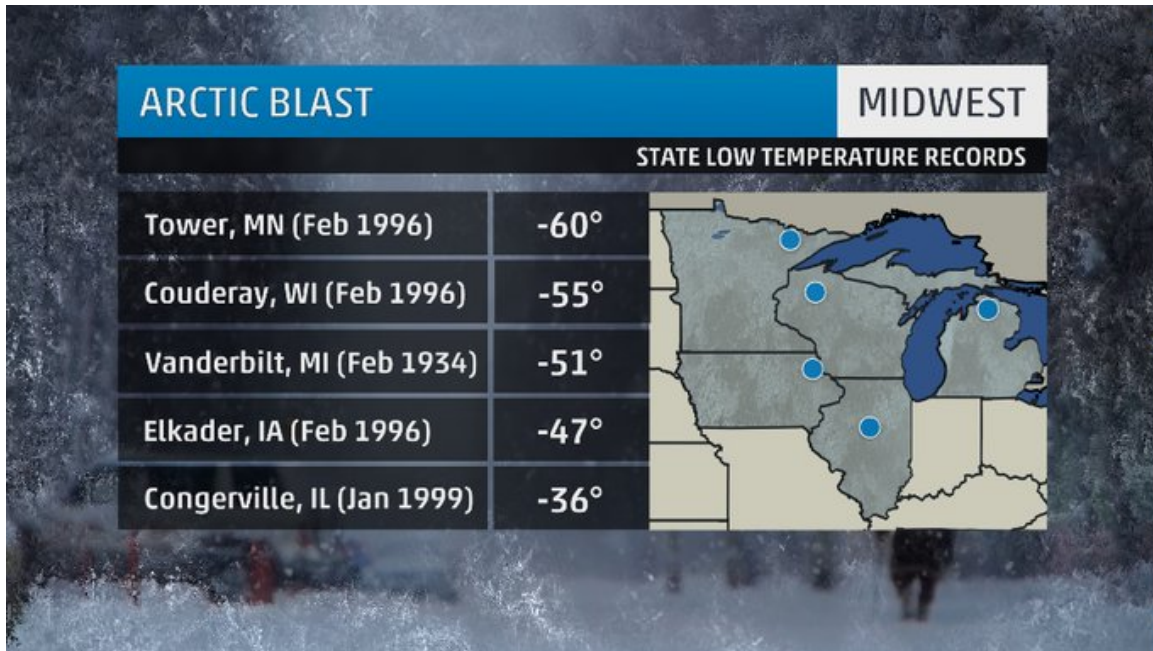 ARCTIC BLAST
MIDWEST
STATE LOW TEMPERATURE RECORDS
Tower, MN (Feb 1996) -60°
Couderay, WI (Feb 1996) -55°
Vanderbilt, MI (Feb 1934) -51°
Elkader, IA (Feb 1996) -47°
Congerville, IL (Jan 1999) -36°